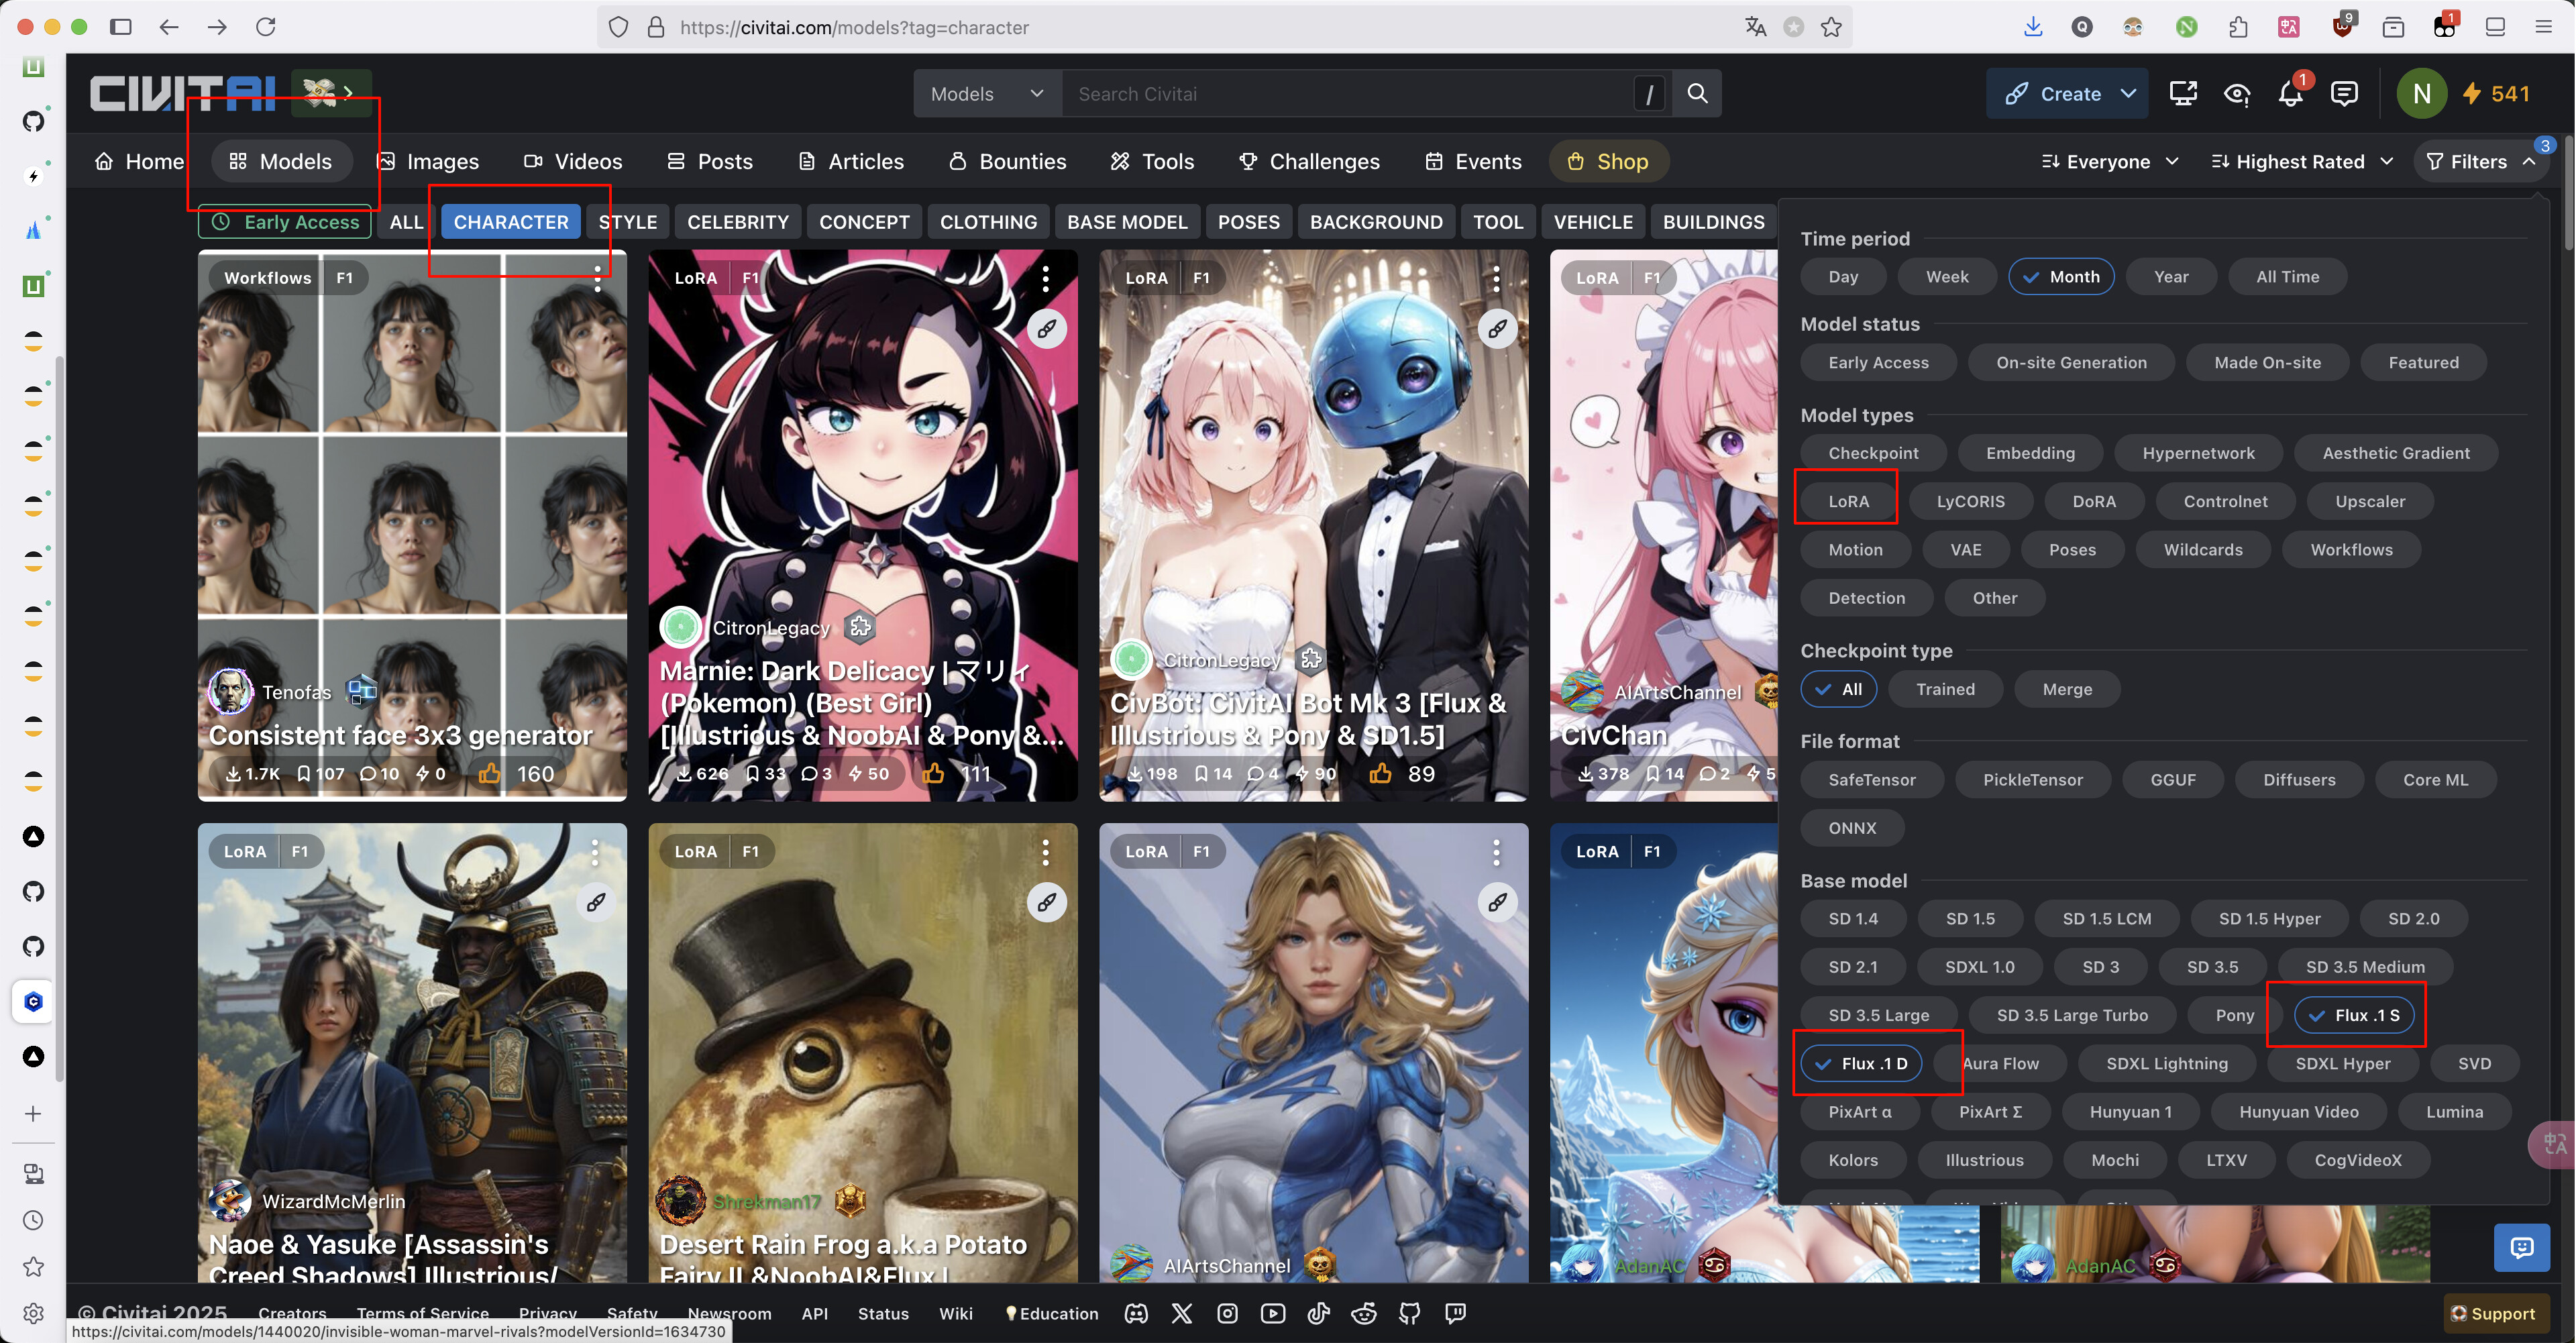 https://civitai.com/models?tag=character
9
1
CIVITAI
Models
Search Civitai
/
Create
1
N
541
Home
Models
Images
Videos
Posts
Articles
Bounties
Tools
Challenges
Events
Shop
Everyone
Highest Rated
Filters
3
Early Access
ALL
CHARACTER
STYLE
CELEBRITY
CONCEPT
CLOTHING
BASE MODEL
POSES
BACKGROUND
TOOL
VEHICLE
BUILDINGS
Workflows F1
Tenofas
Consistent face 3x3 generator
1.7K 107 10 0 160
LoRA F1
CitronLegacy
Marnie: Dark Delicacy | マリィ
(Pokemon) (Best Girl)
[Illustrious & NoobAI & Pony &...
626 33 3 50 111
LoRA F1
CitronLegacy
CivBot: CivitAI Bot Mk 3 [Flux &
Illustrious & Pony & SD1.5]
198 14 4 90 89
LoRA F1
AIArtsChannel
CivChan
378 14 2 5
LoRA F1
WizardMcMerlin
Naoe & Yasuke [Assassin's
Creed Shadows] Illustrious/
LoRA F1
Shrekman17
Desert Rain Frog a.k.a Potato
Fairy IL&NoobAI&Flux |
LoRA F1
AIArtsChannel
LoRA F1
AdanAC
AdanAC
Time period
Day
Week
Month
Year
All Time
Model status
Early Access
On-site Generation
Made On-site
Featured
Model types
Checkpoint
Embedding
Hypernetwork
Aesthetic Gradient
LoRA
LyCORIS
DoRA
Controlnet
Upscaler
Motion
VAE
Poses
Wildcards
Workflows
Detection
Other
Checkpoint type
All
Trained
Merge
File format
SafeTensor
PickleTensor
GGUF
Diffusers
Core ML
ONNX
Base model
SD 1.4
SD 1.5
SD 1.5 LCM
SD 1.5 Hyper
SD 2.0
SD 2.1
SDXL 1.0
SD 3
SD 3.5
SD 3.5 Medium
SD 3.5 Large
SD 3.5 Large Turbo
Pony
Flux .1 S
Flux .1 D
Aura Flow
SDXL Lightning
SDXL Hyper
SVD
PixArt α
PixArt Σ
Hunyuan 1
Hunyuan Video
Lumina
Kolors
Illustrious
Mochi
LTXV
CogVideoX
© Civitai 2025
Creators
Terms of Service
Privacy
Safety
Newsroom
API
Status
Wiki
Education
Support
https://civitai.com/models/1440020/invisible-woman-marvel-rivals?modelVersionId=1634730